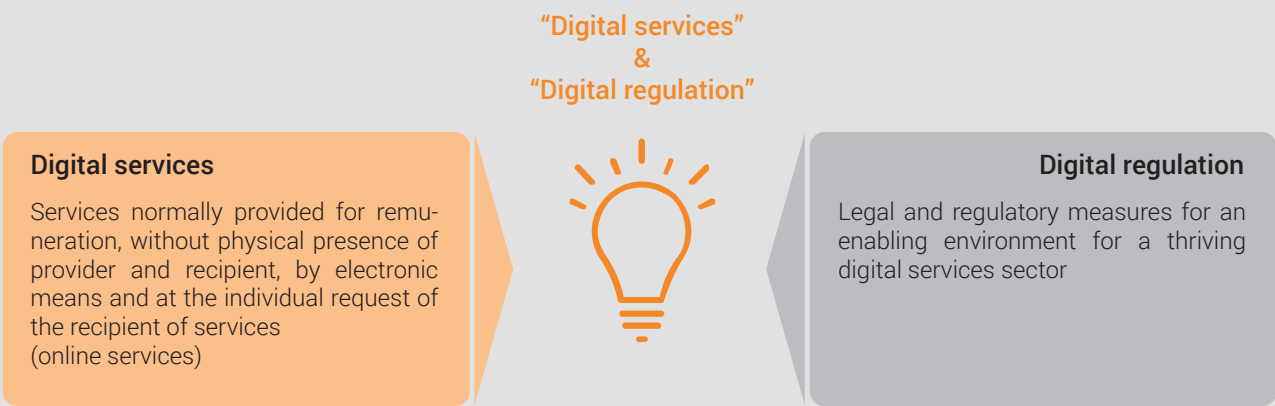 “Digital services”
&
“Digital regulation”
Digital services
Services normally provided for remu-
neration, without physical presence of
provider and recipient, by electronic
means and at the individual request of
the recipient of services
(online services)
Digital regulation
Legal and regulatory measures for an
enabling environment for a thriving
digital services sector